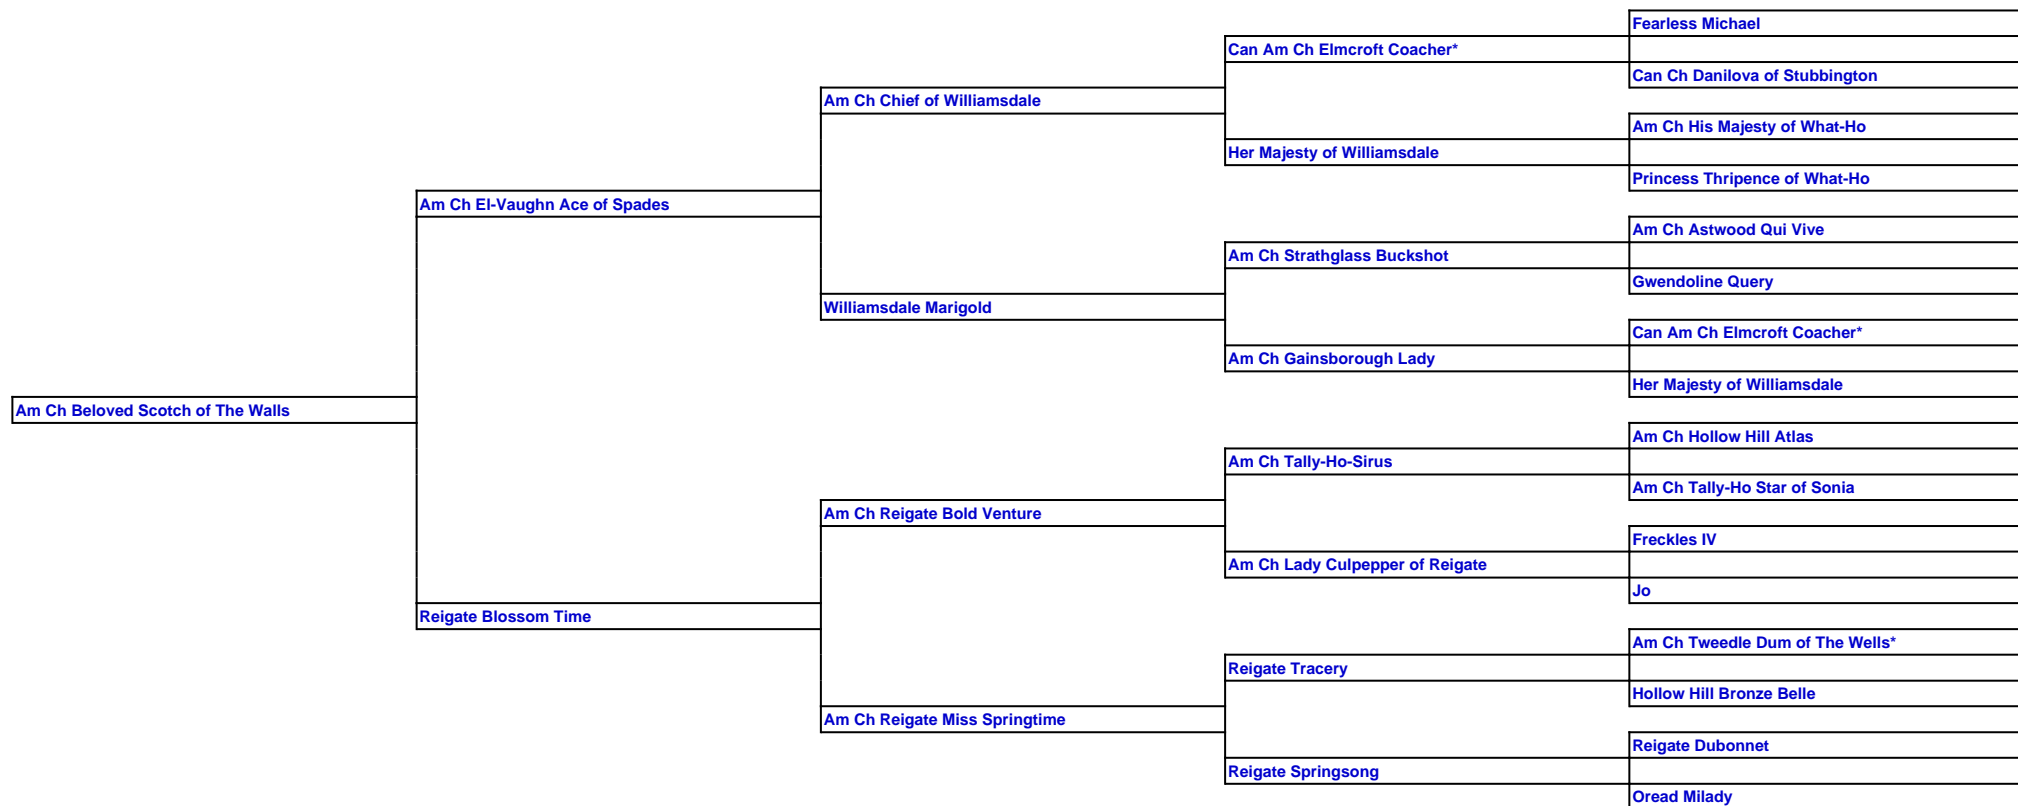 Fearless Michael
Can Am Ch Elmcroft Coacher*
Can Ch Danilova of Stubbington
Am Ch Chief of Williamsdale
Am Ch His Majesty of What-Ho
Her Majesty of Williamsdale
Princess Thripence of What-Ho
Am Ch El-Vaughn Ace of Spades
Am Ch Astwood Qui Vive
Am Ch Strathglass Buckshot
Gwendoline Query
Williamsdale Marigold
Can Am Ch Elmcroft Coacher*
Am Ch Gainsborough Lady
Her Majesty of Williamsdale
Am Ch Beloved Scotch of The Walls
Am Ch Hollow Hill Atlas
Am Ch Tally-Ho-Sirus
Am Ch Tally-Ho Star of Sonia
Am Ch Reigate Bold Venture
Freckles IV
Am Ch Lady Culpepper of Reigate
Jo
Reigate Blossom Time
Am Ch Tweedle Dum of The Wells*
Reigate Tracery
Hollow Hill Bronze Belle
Am Ch Reigate Miss Springtime
Reigate Dubonnet
Reigate Springsong
Oread Milady